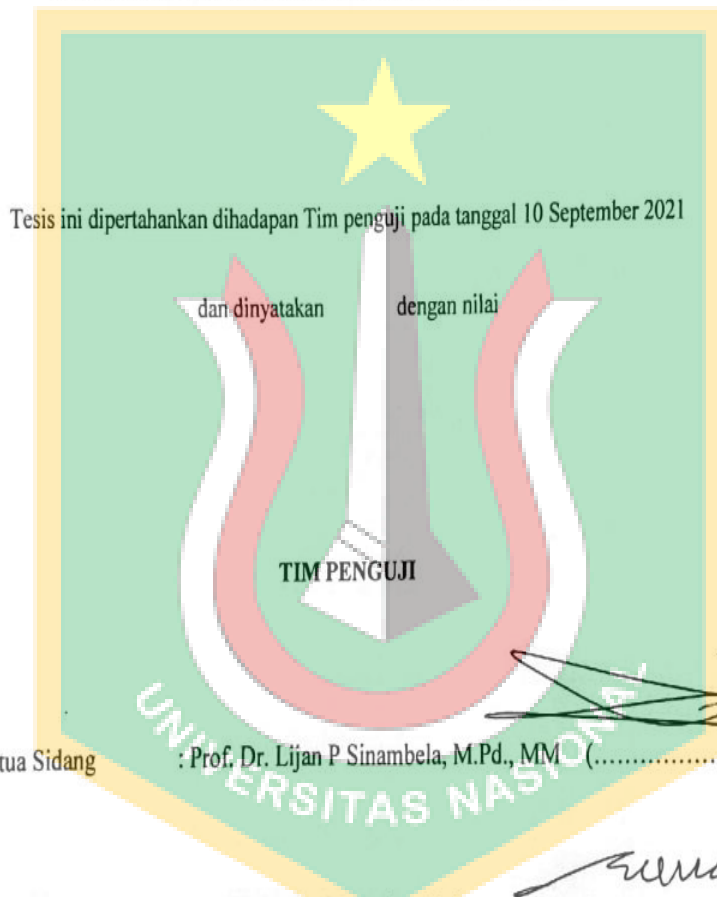 Tesis ini dipertahankan dihadapan Tim penguji pada tanggal 10 September 2021
dan dinyatakan dengan nilai
TIM PENGUJI
tua Sidang : Prof. Dr. Lijan P Sinambela, M.Pd., MM (..................
UNIVERSITAS NASIONAL